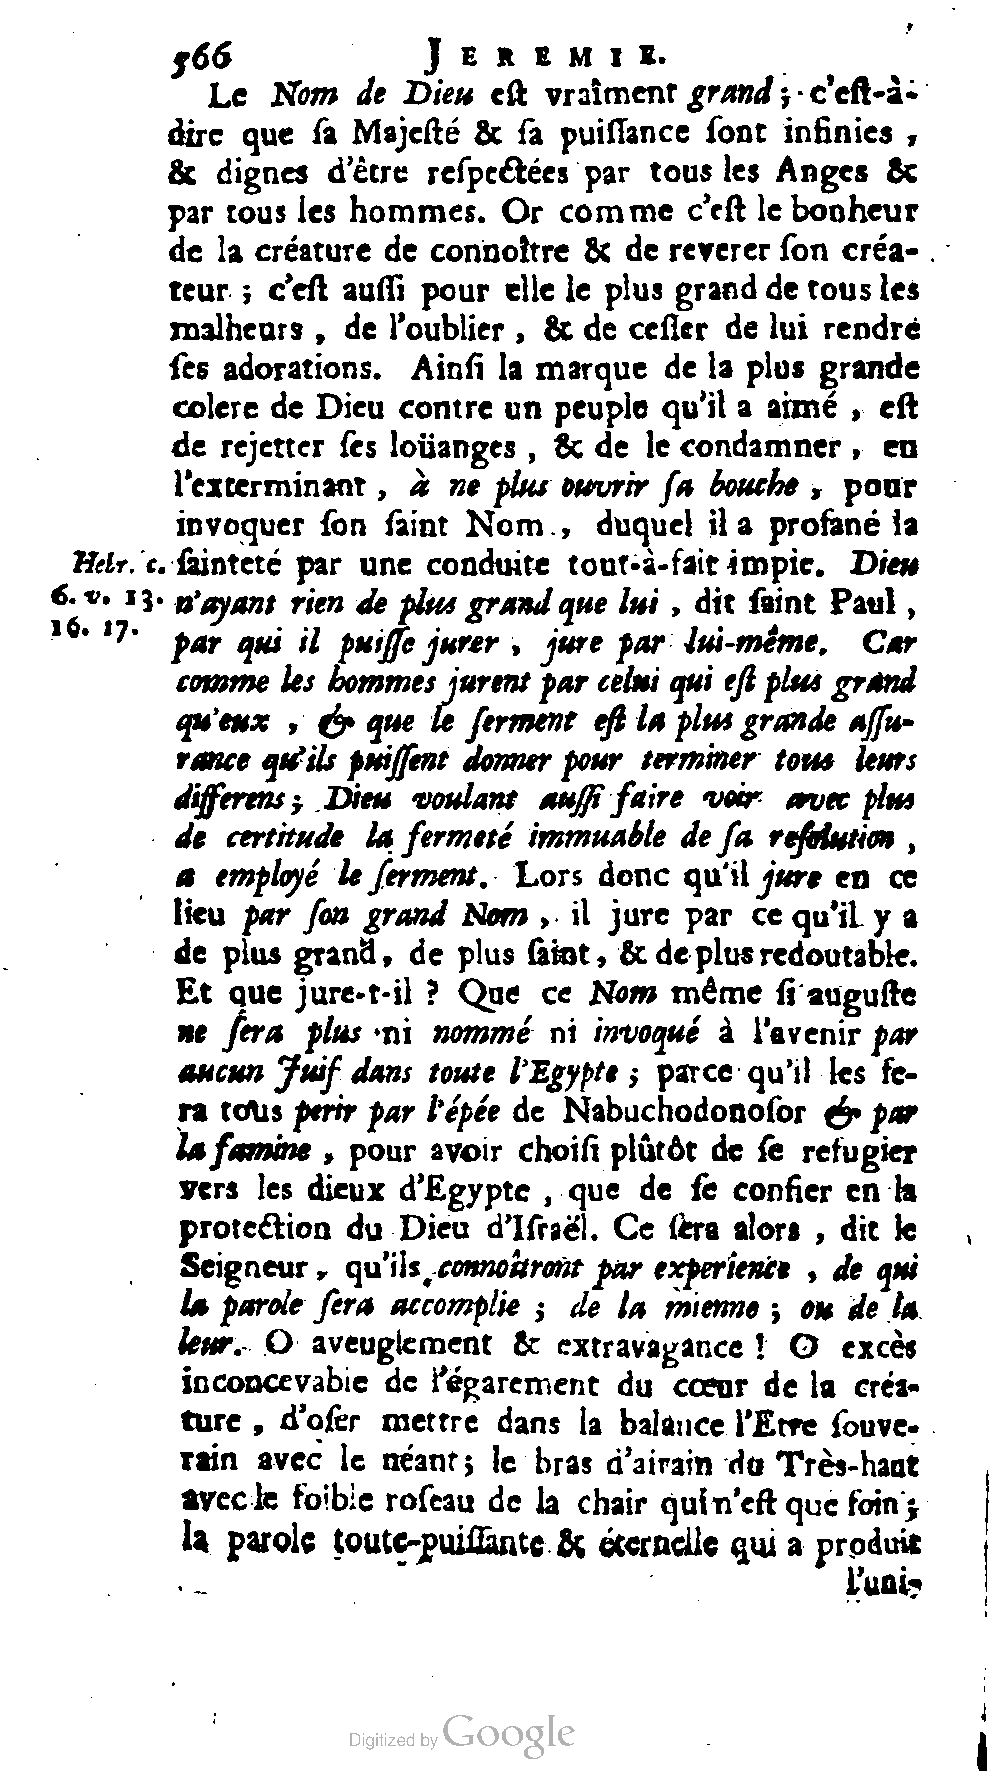 566 JEREMIE.
Le Nom de Dieu eſt vraîment grand ; c'eſt-à-
dire que ſa Majeſté & ſa puiſſance ſont infinies ,
& dignes d'être reſpectées par tous les Anges &
par tous les hommes. Or comme c'eſt le bonheur
de la créature de connoître & de reverer ſon créa-
teur ; c'eſt auſſi pour elle le plus grand de tous les
malheurs , de l'oublier , & de ceſſer de lui rendre
ſes adorations. Ainſi la marque de la plus grande
colere de Dieu contre un peuple qu'il a aimé , eſt
de rejetter ſes loüanges , & de le condamner , en
l'exterminant , à ne plus ouvrir ſa bouche , pour
invoquer ſon ſaint Nom , duquel il a profané la
Hebr. c. ſainteté par une conduite tout-à-fait impie. Dieu
6. v. 13. n'ayant rien de plus grand que lui , dit ſaint Paul ,
16. 17. par qui il puiſſe jurer , jure par lui-même. Car
comme les hommes jurent par celui qui eſt plus grand
qu'eux , & que le ſerment eſt la plus grande aſſu-
rance qu'ils puiſſent donner pour terminer tous leurs
differens ; Dieu voulant auſſi faire voir avec plus
de certitude la fermeté immuable de ſa reſolution ,
a employé le ſerment. Lors donc qu'il jure en ce
lieu par ſon grand Nom , il jure par ce qu'il y a
de plus grand, de plus ſaint, & de plus redoutable.
Et que jure-t-il ? Que ce Nom même ſi auguſte
ne ſera plus ni nommé ni invoqué à l'avenir par
aucun Juif dans toute l'Egypte ; parce qu'il les fe-
ra tous perir par l'épée de Nabuchodonoſor & par
la famine , pour avoir choiſi plûtôt de ſe refugier
vers les dieux d'Egypte , que de ſe confier en la
protection du Dieu d'Iſraël. Ce ſera alors , dit le
Seigneur , qu'ils connoîtront par experience , de qui
la parole ſera accomplie ; de la mienne ; ou de la
leur. O aveuglement & extravagance ! O excès
inconcevable de l'égarement du cœur de la créa-
ture , d'oſer mettre dans la balance l'Etre ſouve-
rain avec le néant ; le bras d'airain du Très-haut
avec le foible roſeau de la chair qui n'eſt que foin ;
la parole toute-puiſſante & éternelle qui a produit
l'uni-
Digitized by Google